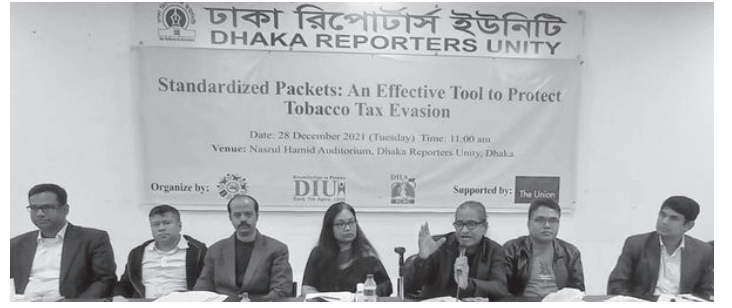 ঢাকা রিপোর্টার্স ইউনিটি
DHAKA REPORTERS UNITY
Standardized Packets: An Effective Tool to Protect
Tobacco Tax Evasion
Date: 28 December 2021 (Tuesday) Time: 11:00 am
Venue: Nasrul Hamid Auditorium, Dhaka Reporters Unity, Dhaka
Organize by:
DIU
DIU
Supported by:
The Union